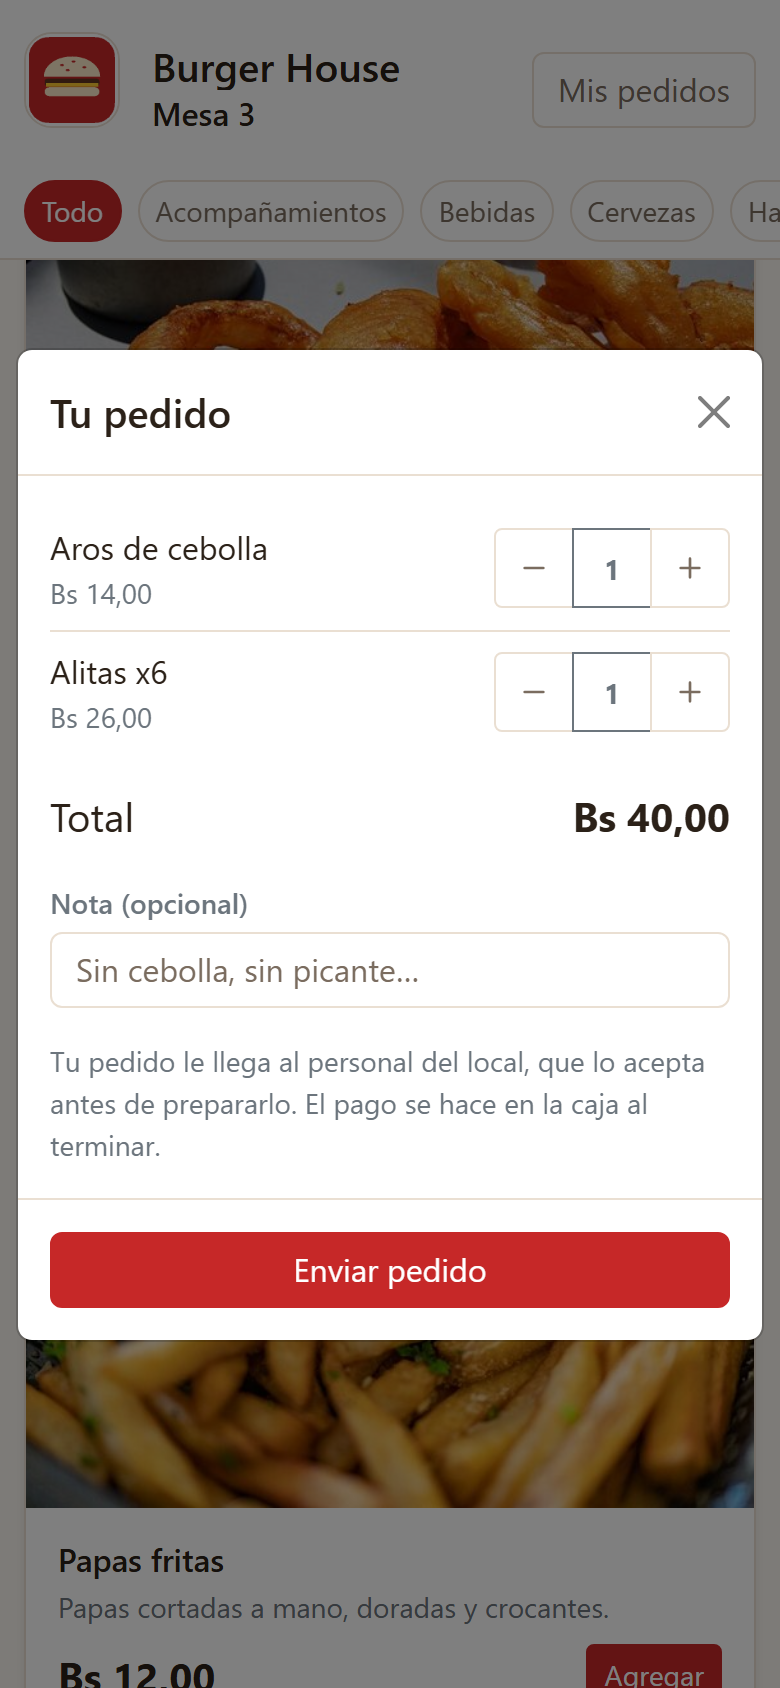 Burger House
Mesa 3
Mis pedidos
Todo
Acompañamientos
Bebidas
Cervezas
Ha
Tu pedido
Aros de cebolla
Bs 14,00
− 1 +
Alitas x6
Bs 26,00
− 1 +
Total
Bs 40,00
Nota (opcional)
Sin cebolla, sin picante...
Tu pedido le llega al personal del local, que lo acepta
antes de prepararlo. El pago se hace en la caja al
terminar.
Enviar pedido
Papas fritas
Papas cortadas a mano, doradas y crocantes.
Bs 12,00
Agregar